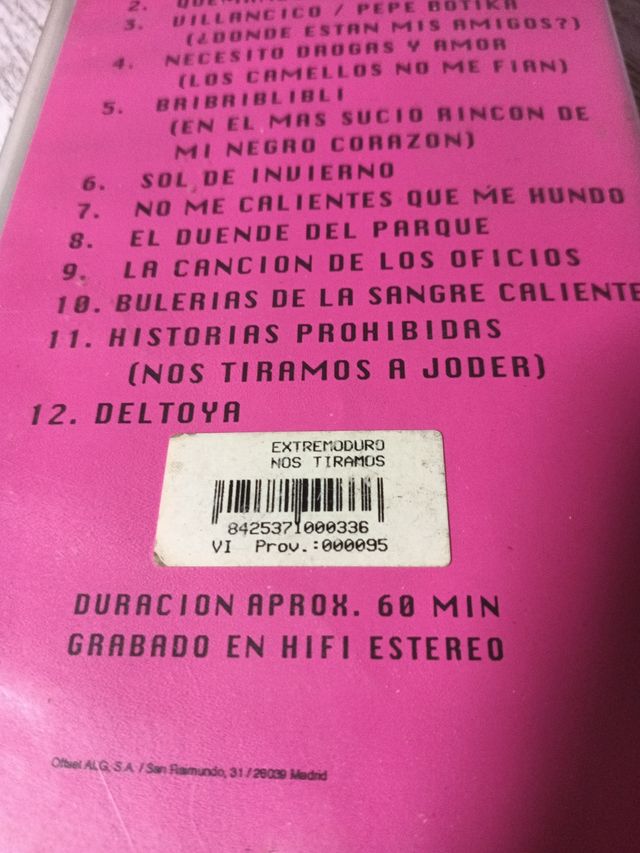 2.
3. VILLANCICO / PEPE BOTIKA
(¿DONDE ESTAN MIS AMIGOS?)
4. NECESITO DROGAS Y AMOR
(LOS CAMELLOS NO ME FIAN)
5. BRIBRIBLIBLI
(EN EL MAS SUCIO RINCON DE
MI NEGRO CORAZON)
6. SOL DE INVIERNO
7. NO ME CALIENTES QUE ME HUNDO
8. EL DUENDE DEL PARQUE
9. LA CANCION DE LOS OFICIOS
10. BULERIAS DE LA SANGRE CALIENTE
11. HISTORIAS PROHIBIDAS
(NOS TIRAMOS A JODER)
12. DELTOYA
EXTREMODURO
NOS TIRAMOS
8425371000336
VI Prov.:000095
DURACION APROX. 60 MIN
GRABADO EN HIFI ESTEREO
Offset ALG, S.A. / San Raimundo, 31 / 28039 Madrid